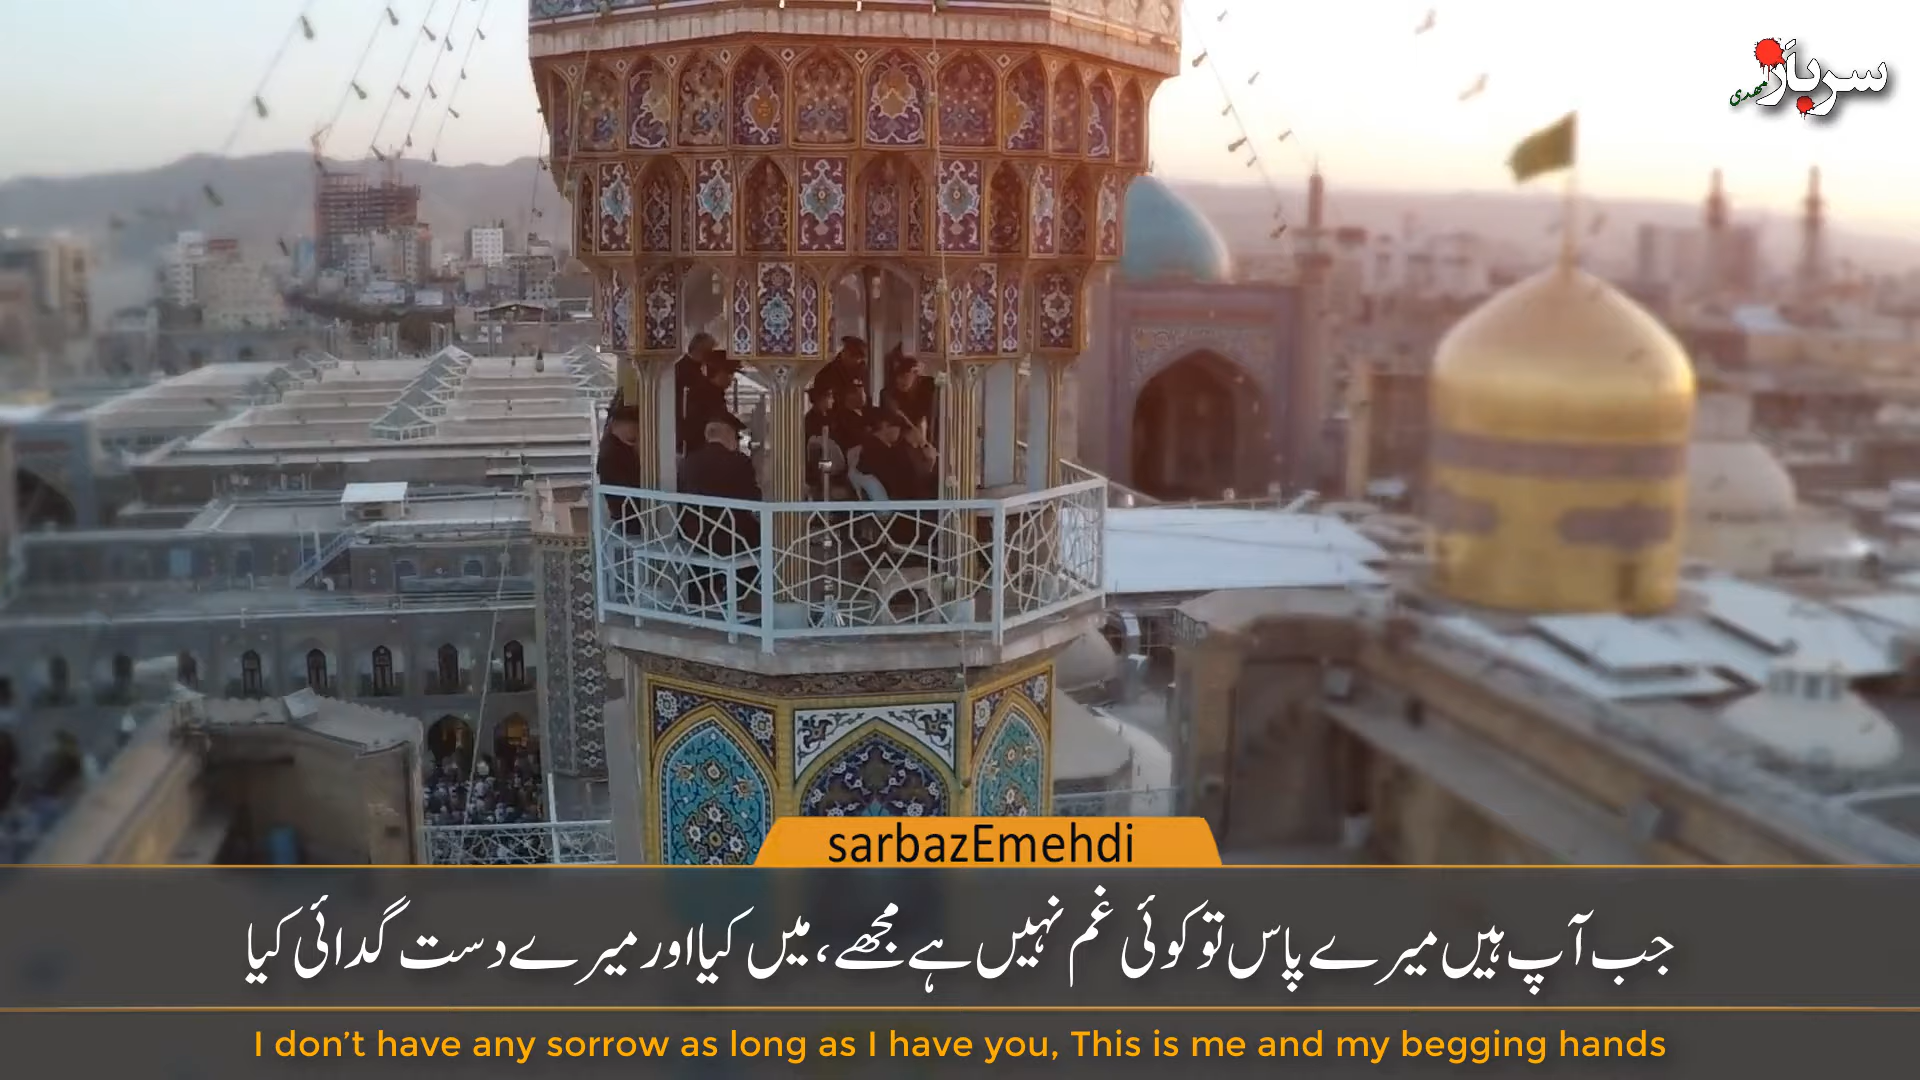 سرباز
مهدی
sarbazEmehdi
جب آپ ہیں میرے پاس تو کوئی غم نہیں ہے مجھے، میں کیا اور میرے دست گدائی کیا
I don’t have any sorrow as long as I have you, This is me and my begging hands